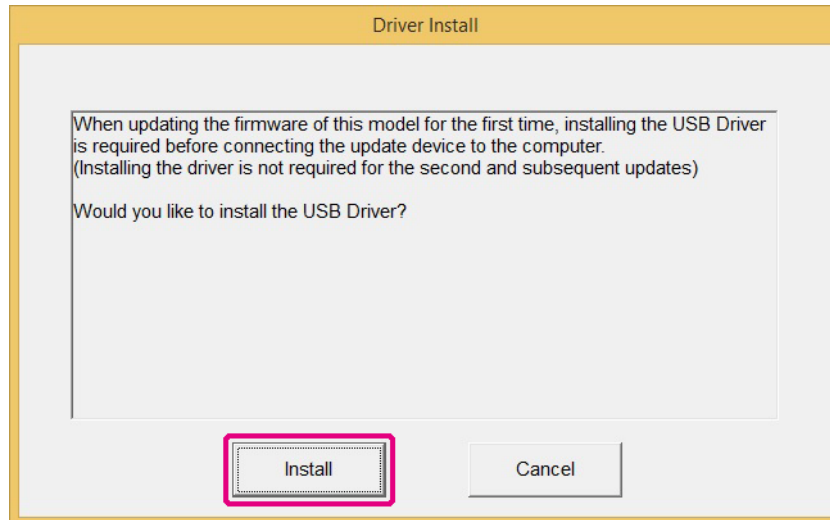 Driver Install
When updating the firmware of this model for the first time, installing the USB Driver
is required before connecting the update device to the computer.
(Installing the driver is not required for the second and subsequent updates)
Would you like to install the USB Driver?
Install
Cancel